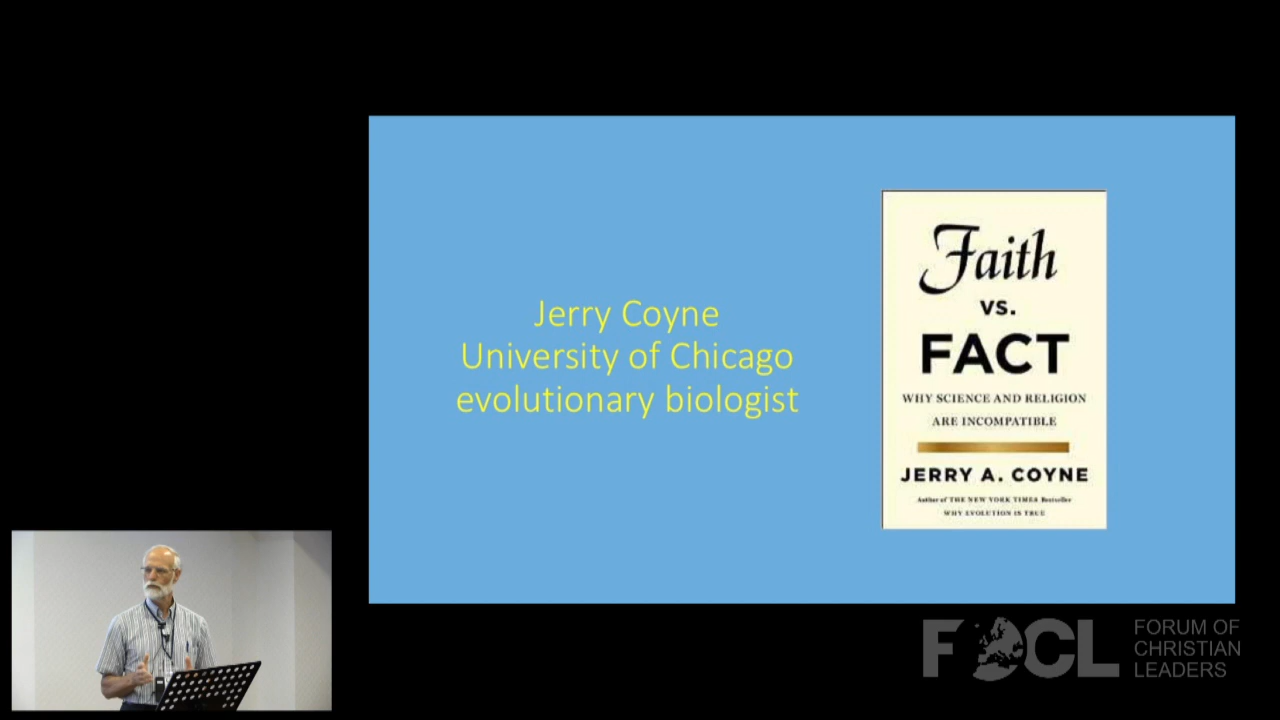 Jerry Coyne
University of Chicago
evolutionary biologist
Faith
VS.
FACT
WHY SCIENCE AND RELIGION
ARE INCOMPATIBLE
JERRY A. COYNE
Author of THE NEW YORK TIMES Bestseller
WHY EVOLUTION IS TRUE
FOCL
FORUM OF
CHRISTIAN
LEADERS